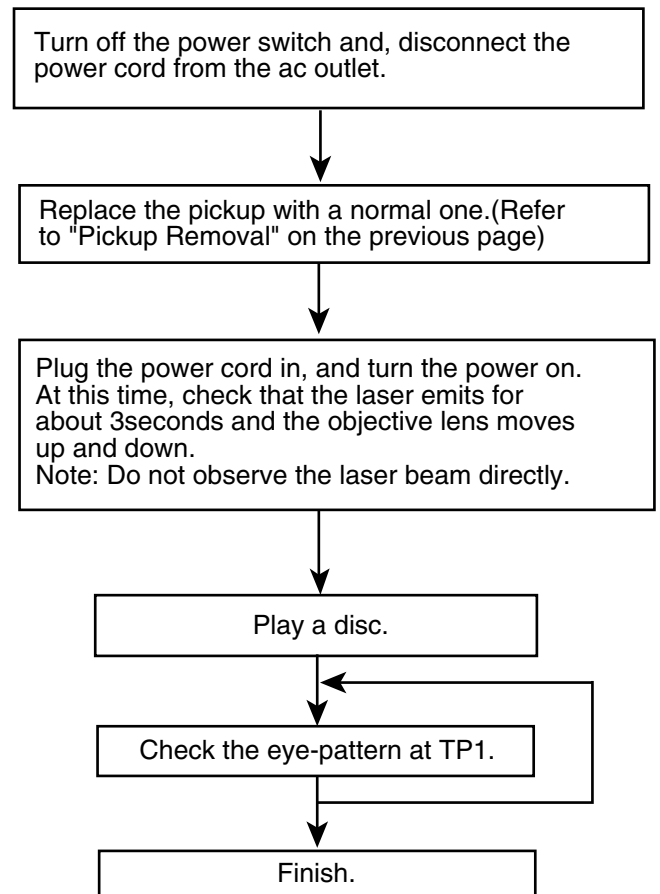 Turn off the power switch and, disconnect the
power cord from the ac outlet.
Replace the pickup with a normal one.(Refer
to "Pickup Removal" on the previous page)
Plug the power cord in, and turn the power on.
At this time, check that the laser emits for
about 3seconds and the objective lens moves
up and down.
Note: Do not observe the laser beam directly.
Play a disc.
Check the eye-pattern at TP1.
Finish.